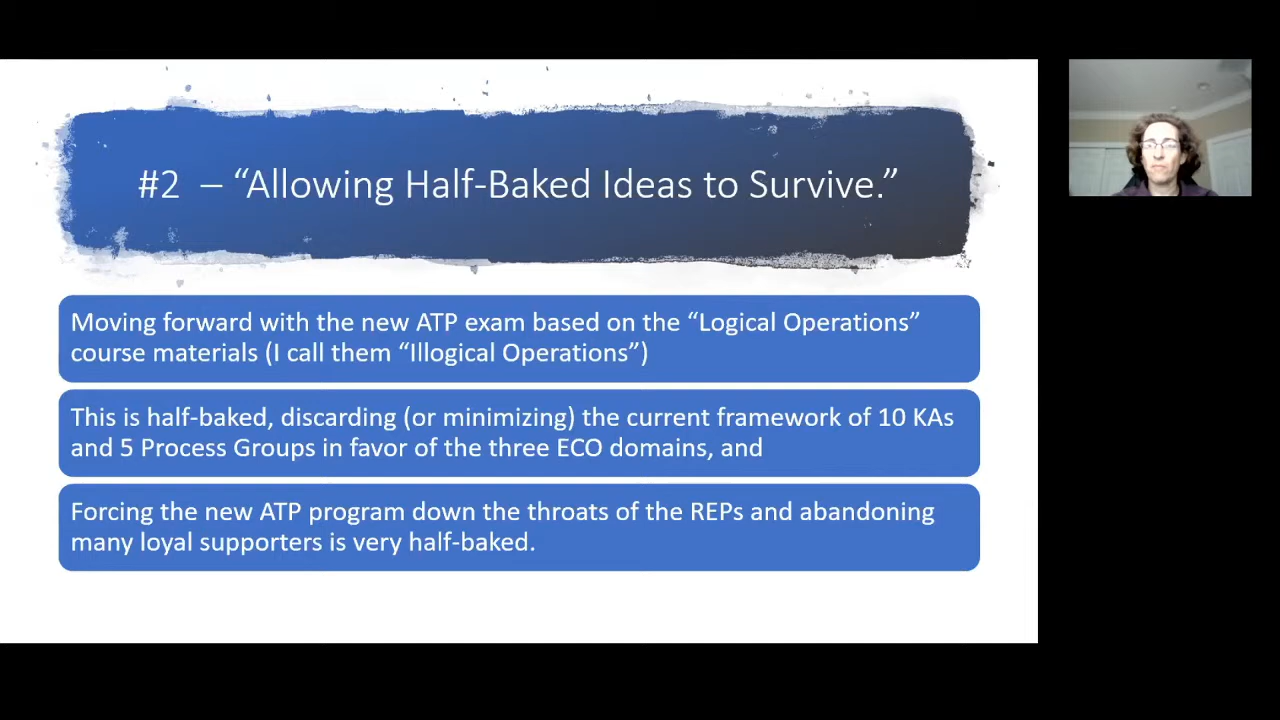 #2 – “Allowing Half-Baked Ideas to Survive.”
Moving forward with the new ATP exam based on the “Logical Operations”
course materials (I call them “Illogical Operations”)
This is half-baked, discarding (or minimizing) the current framework of 10 KAs
and 5 Process Groups in favor of the three ECO domains, and
Forcing the new ATP program down the throats of the REPs and abandoning
many loyal supporters is very half-baked.